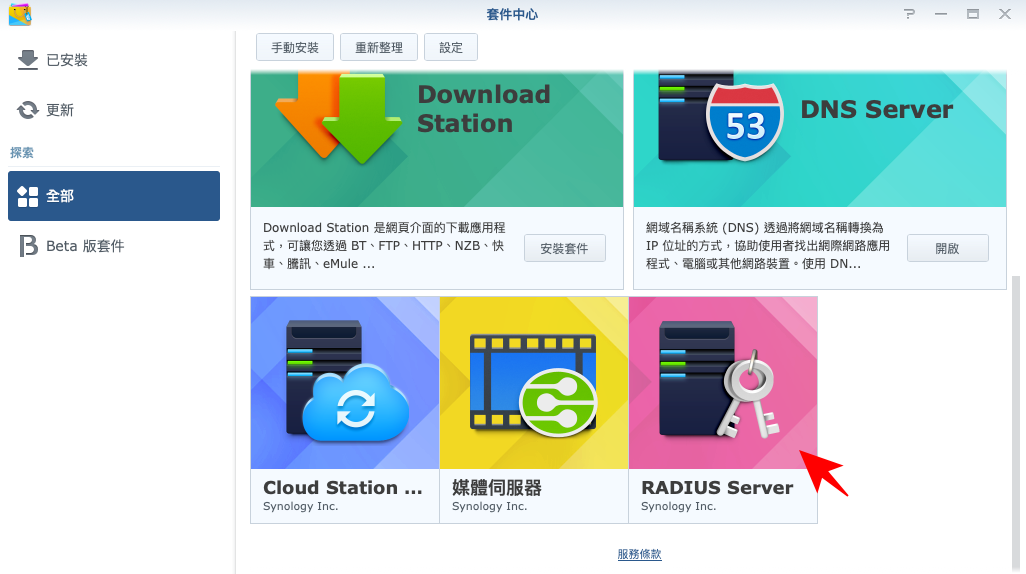 套件中心
已安裝
更新
探索
全部
Beta 版套件
手動安裝
重新整理
設定
Download
Station
Download Station 是網頁介面的下載應用程
式，可讓您透過 BT、FTP、HTTP、NZB、快
車、騰訊、eMule ...
安裝套件
53
DNS Server
網域名稱系統 (DNS) 透過將網域名稱轉換為
IP 位址的方式，協助使用者找出網際網路應用
程式、電腦或其他網路裝置。使用 DN...
開啟
Cloud Station ...
Synology Inc.
媒體伺服器
Synology Inc.
RADIUS Server
Synology Inc.
服務條款